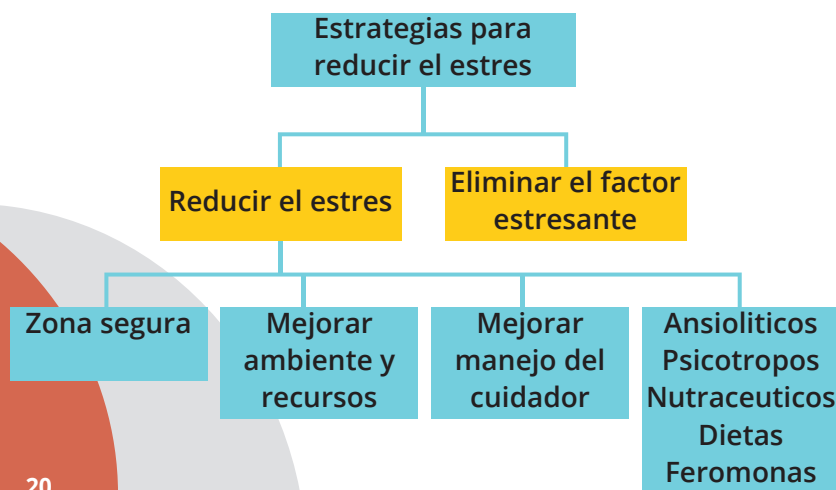 Estrategias para
reducir el estres
Reducir el estres
Eliminar el factor
estresante
Zona segura
Mejorar
ambiente y
recursos
Mejorar
manejo del
cuidador
Ansioliticos
Psicotropos
Nutraceuticos
Dietas
Feromonas
20